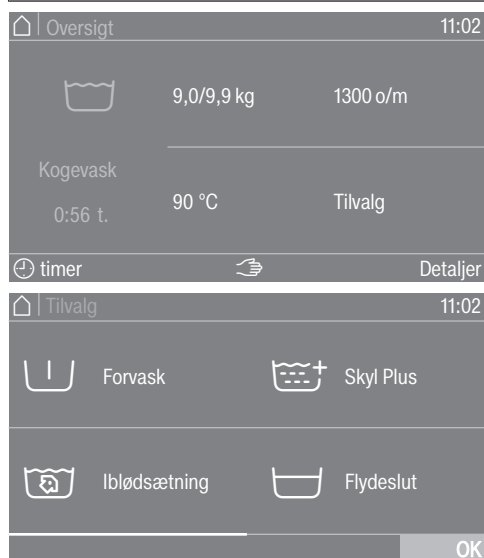 Oversigt 11:02
9,0/9,9 kg 1300 o/m
Kogevask
0:56 t.
90 °C Tilvalg
timer Detaljer
Tilvalg 11:02
Forvask Skyl Plus
Iblødsætning Flydeslut
OK